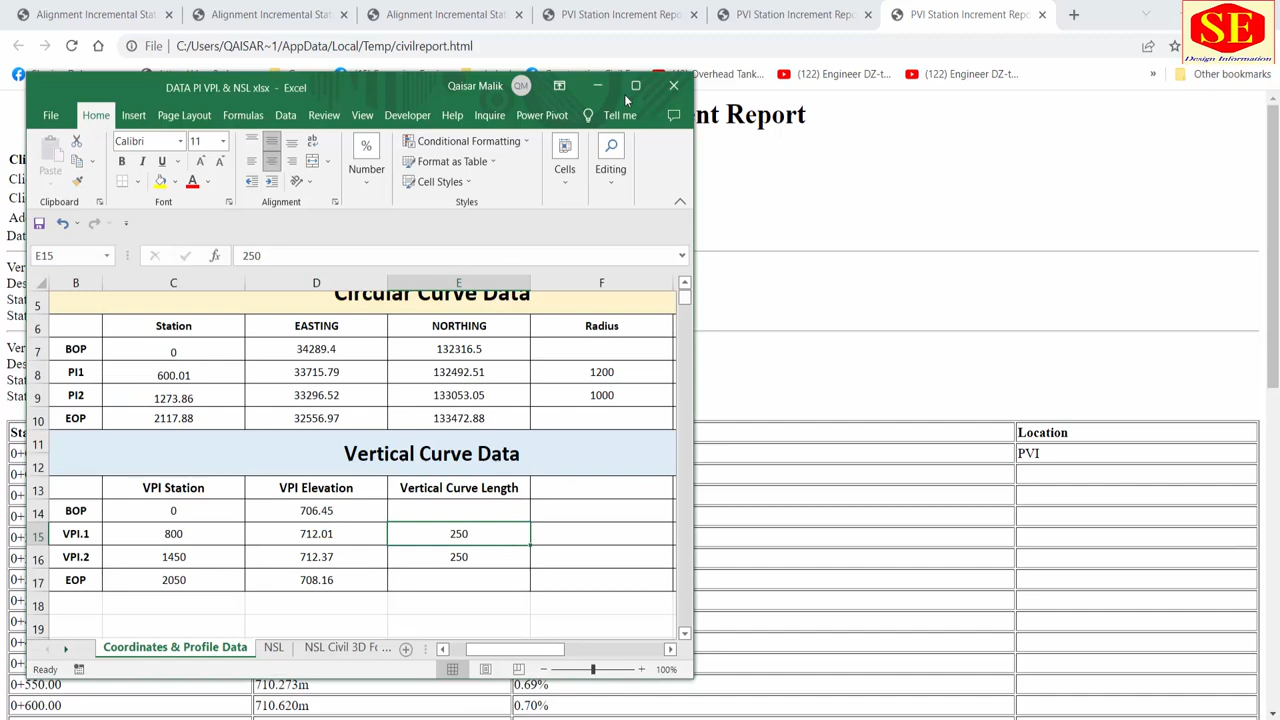 Alignment Incremental Stat
Alignment Incremental Stat
Alignment Incremental Stat
PVI Station Increment Repo
PVI Station Increment Repo
PVI Station Increment Repo
SE
Design Information
File C:/Users/QAISAR~1/AppData/Local/Temp/civilreport.html
Overhead Tank...
(122) Engineer DZ-t...
(122) Engineer DZ-t...
»
Other bookmarks
DATA PI VPI. & NSL xlsx - Excel
Qaisar Malik QM
nt Report
File Home Insert Page Layout Formulas Data Review View Developer Help Inquire Power Pivot Tell me
Paste
Calibri 11
B I U
A A
Number
Conditional Formatting
Format as Table
Cell Styles
Cells
Editing
Clipboard Font Alignment Styles
E15 fx 250
B C D E F
5 Circular Curve Data
6 Station EASTING NORTHING Radius
7 BOP 0 34289.4 132316.5
8 PI1 600.01 33715.79 132492.51 1200
9 PI2 1273.86 33296.52 133053.05 1000
10 EOP 2117.88 32556.97 133472.88
11 Vertical Curve Data
12
13 VPI Station VPI Elevation Vertical Curve Length
14 BOP 0 706.45
15 VPI.1 800 712.01 250
16 VPI.2 1450 712.37 250
17 EOP 2050 708.16
18
19
Location
PVI
Coordinates & Profile Data NSL NSL Civil 3D Fo ...
Ready 100%
0+550.00 710.273m 0.69%
0+600.00 710.620m 0.70%